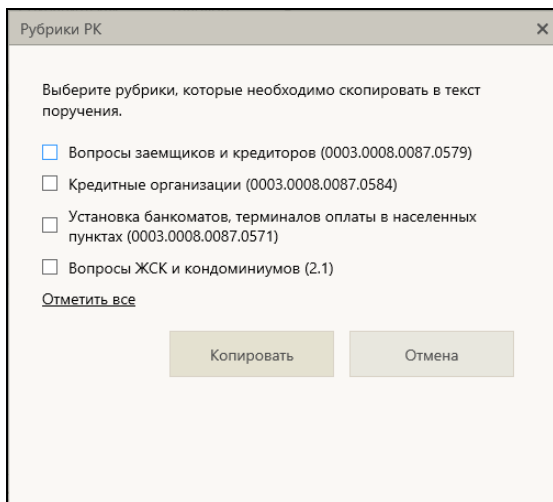 Рубрики РК
Выберите рубрики, которые необходимо скопировать в текст
поручения.
Вопросы заемщиков и кредиторов (0003.0008.0087.0579)
Кредитные организации (0003.0008.0087.0584)
Установка банкоматов, терминалов оплаты в населенных
пунктах (0003.0008.0087.0571)
Вопросы ЖСК и кондоминиумов (2.1)
Отметить все
Копировать
Отмена